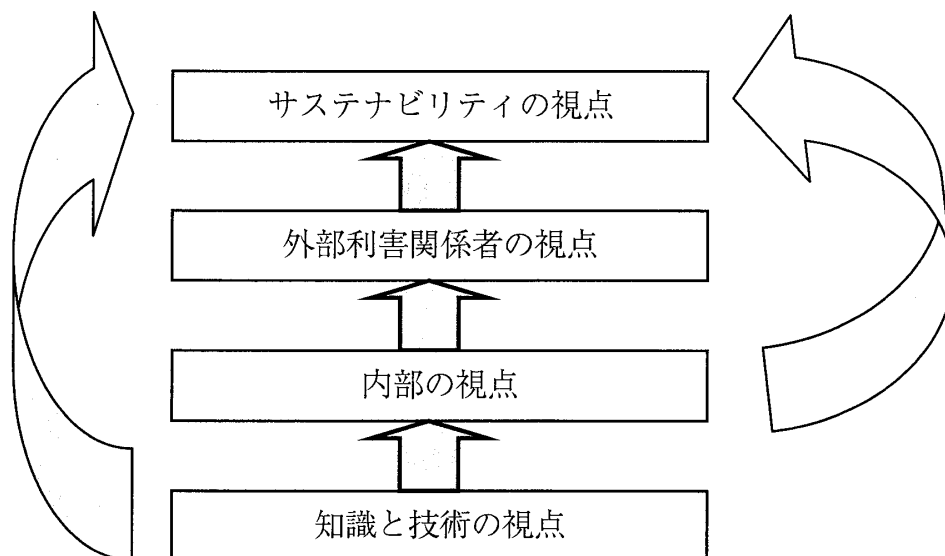 サステナビリティの視点
外部利害関係者の視点
内部の視点
知識と技術の視点